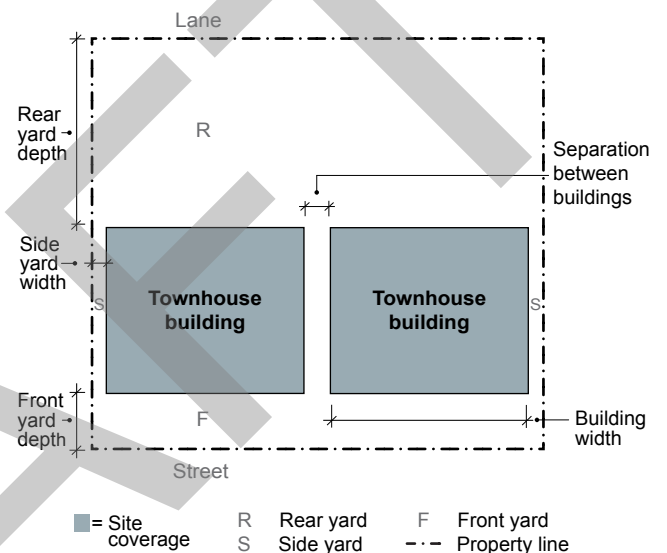 Lane
Rear
yard
depth
R
Separation
between
buildings
Side
yard
width
S
Townhouse
building
Townhouse
building
S
Front
yard
depth
F
Building
width
Street
= Site
coverage
R Rear yard
S Side yard
F Front yard
Property line